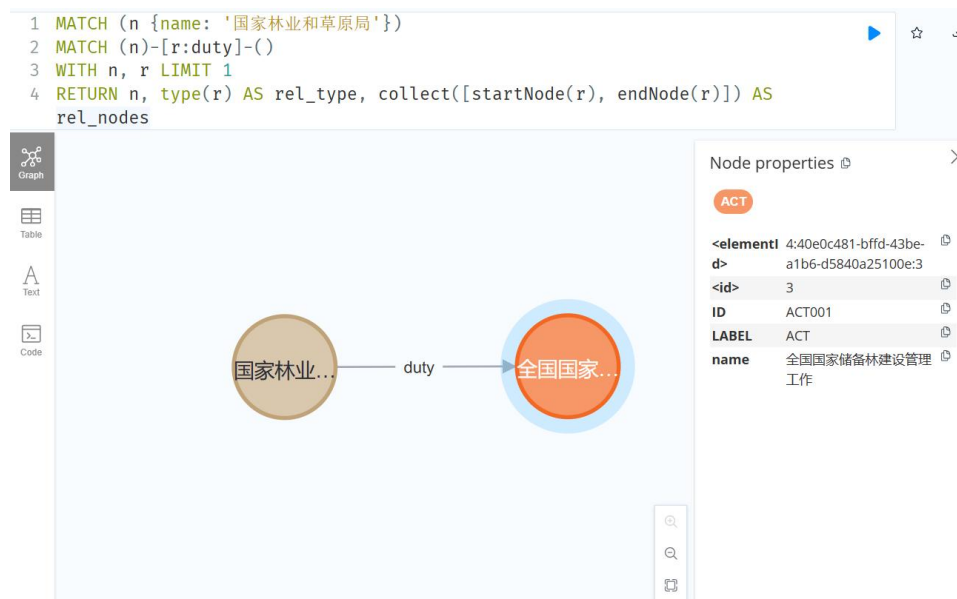 1 MATCH (n {name: '国家林业和草原局'})
2 MATCH (n)-[r:duty]-()
3 WITH n, r LIMIT 1
4 RETURN n, type(r) AS rel_type, collect([startNode(r), endNode(r)]) AS
rel_nodes
Graph
Table
Text
Code
国家林业...
duty
全国国家...
Node properties
ACT
<elementI
d>
4:40e0c481-bffd-43be-
a1b6-d5840a25100e:3
<id> 3
ID ACT001
LABEL ACT
name 全国国家储备林建设管理
工作